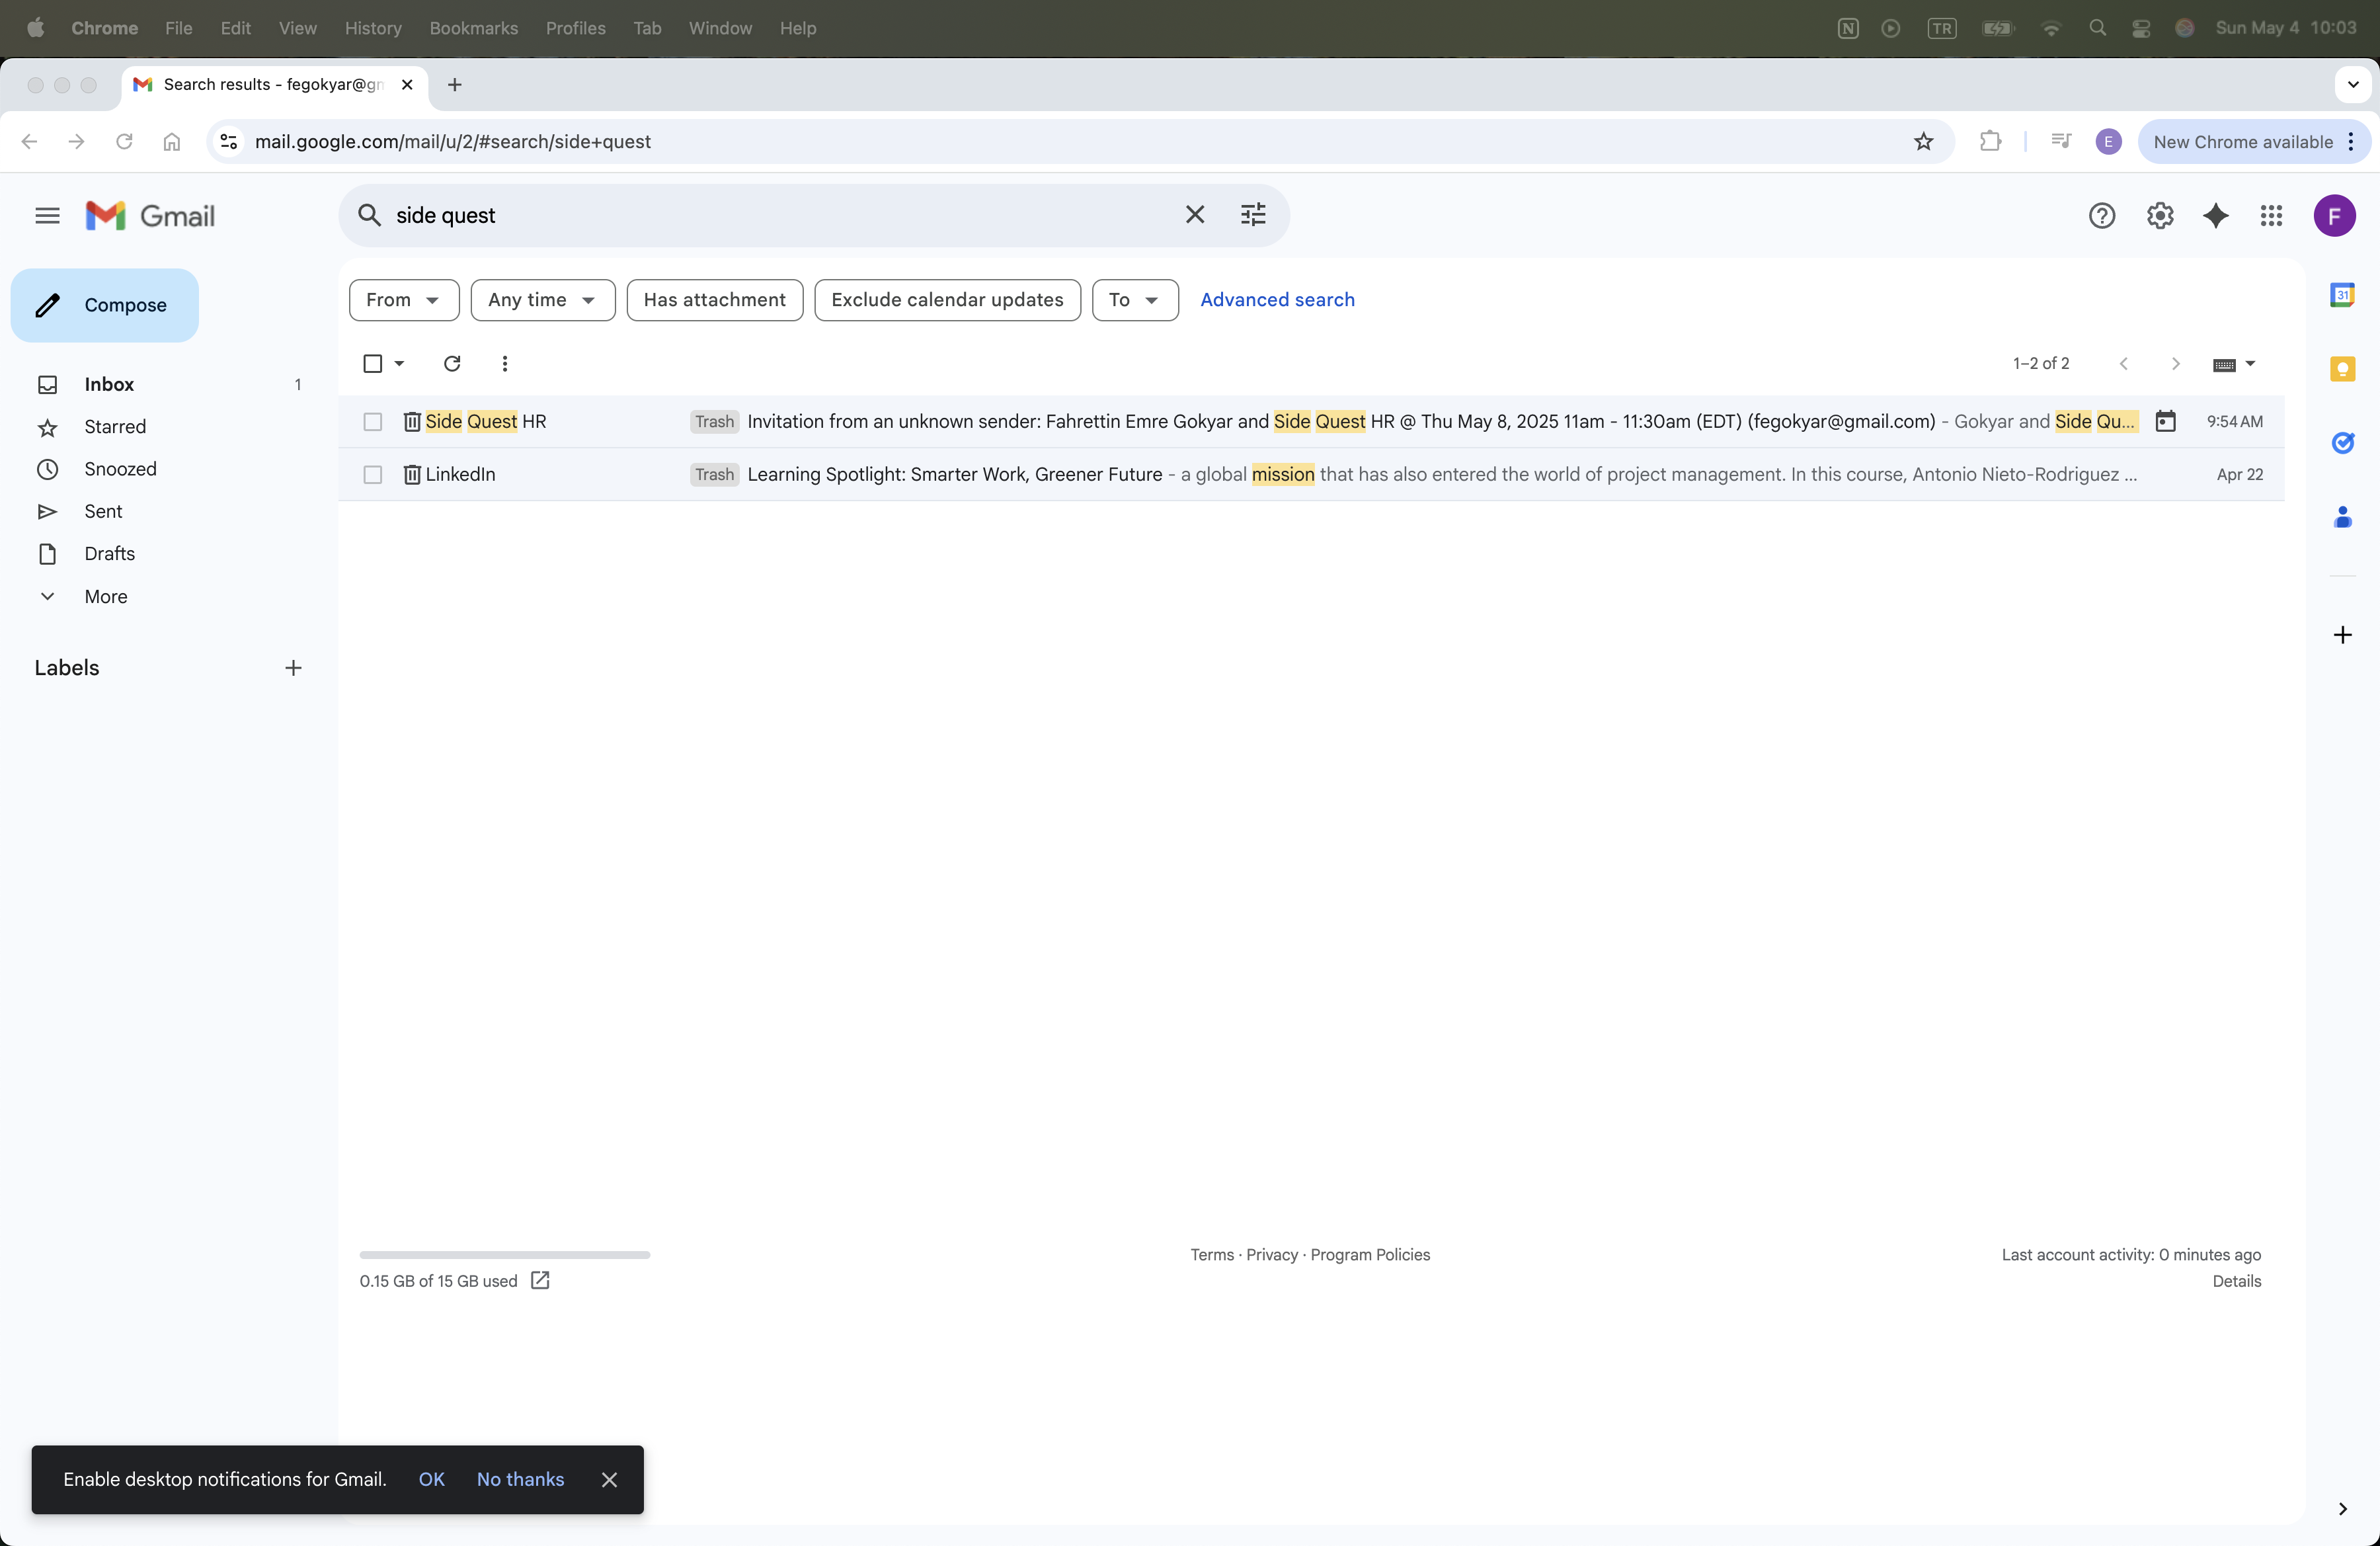 Chrome File Edit View History Bookmarks Profiles Tab Window Help TR Sun May 4 10:03
Search results - fegokyar@gm
mail.google.com/mail/u/2/#search/side+quest E New Chrome available
Gmail side quest F
Compose
Inbox 1
Starred
Snoozed
Sent
Drafts
More
Labels
From Any time Has attachment Exclude calendar updates To Advanced search
1–2 of 2
Side Quest HR Trash Invitation from an unknown sender: Fahrettin Emre Gokyar and Side Quest HR @ Thu May 8, 2025 11am - 11:30am (EDT) (fegokyar@gmail.com) - Gokyar and Side Qu... 9:54 AM
LinkedIn Trash Learning Spotlight: Smarter Work, Greener Future - a global mission that has also entered the world of project management. In this course, Antonio Nieto-Rodriguez ... Apr 22
31
Terms · Privacy · Program Policies Last account activity: 0 minutes ago
0.15 GB of 15 GB used Details
Enable desktop notifications for Gmail. OK No thanks